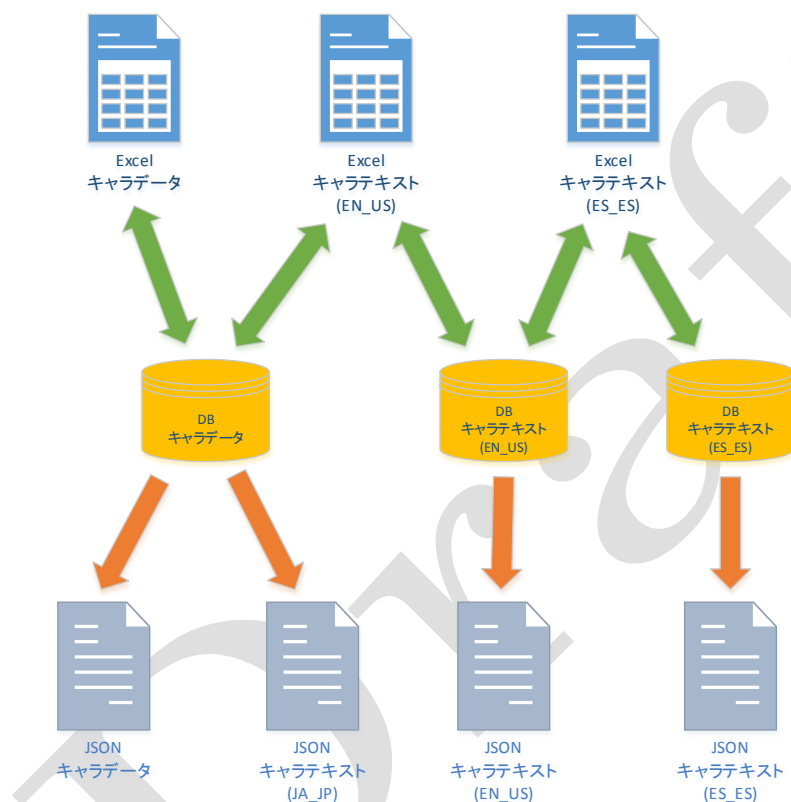 Excel
キャラデータ
Excel
キャラテキスト
(EN_US)
Excel
キャラテキスト
(ES_ES)
DB
キャラデータ
DB
キャラテキスト
(EN_US)
DB
キャラテキスト
(ES_ES)
JSON
キャラデータ
JSON
キャラテキスト
(JA_JP)
JSON
キャラテキスト
(EN_US)
JSON
キャラテキスト
(ES_ES)
Draf